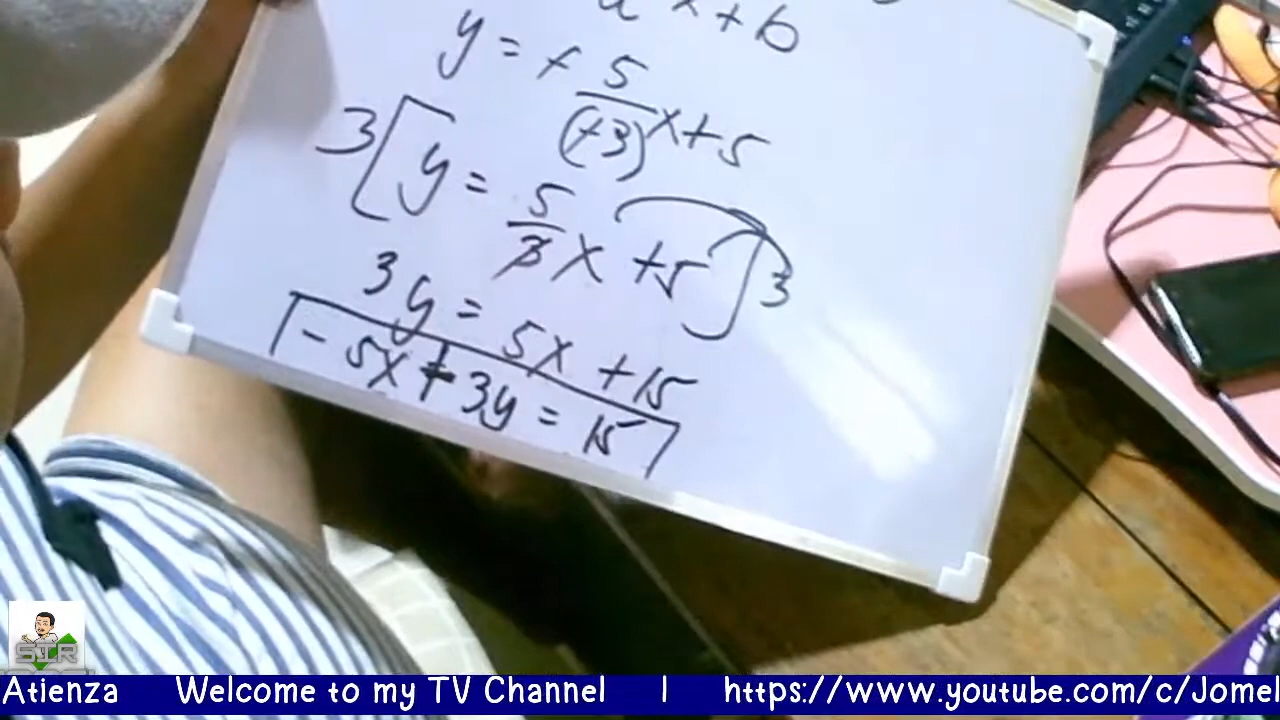 x + b
y = + 5/(+3) x + 5
3[y = 5/3 x + 5]3
3y = 5x + 15
- 5x + 3y = 15
SIR
Atienza Welcome to my TV Channel | https://www.youtube.com/c/Jomel